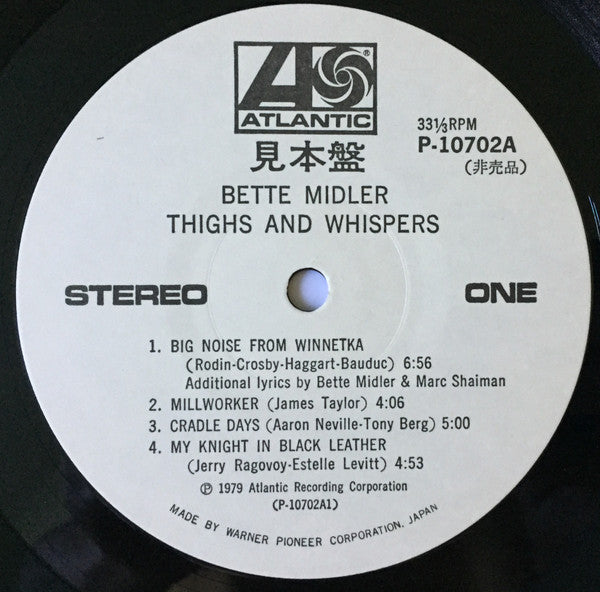 ATLANTIC
®
33⅓RPM
P-10702A
(非売品)
見本盤
BETTE MIDLER
THIGHS AND WHISPERS
STEREO
ONE
1. BIG NOISE FROM WINNETKA
(Rodin-Crosby-Haggart-Bauduc) 6:56
Additional lyrics by Bette Midler & Marc Shaiman
2. MILLWORKER (James Taylor) 4:06
3. CRADLE DAYS (Aaron Neville-Tony Berg) 5:00
4. MY KNIGHT IN BLACK LEATHER
(Jerry Ragovoy-Estelle Levitt) 4:53
℗ 1979 Atlantic Recording Corporation
(P-10702A1)
MADE BY WARNER PIONEER CORPORATION, JAPAN